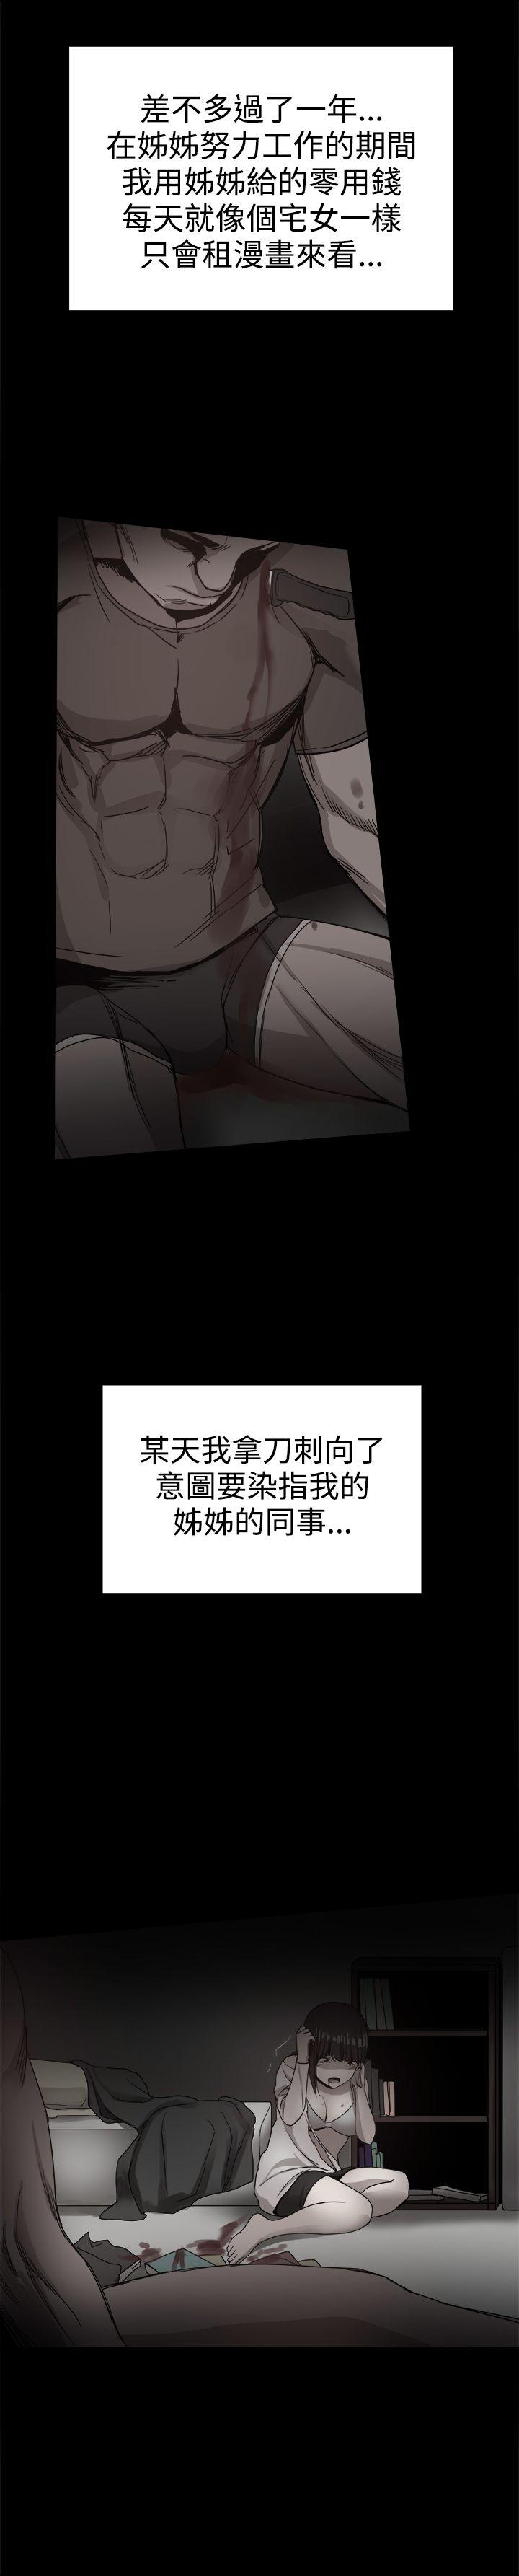 差不多過了一年...
在姊姊努力工作的期間
我用姊姊給的零用錢
每天就像個宅女一樣
只會租漫畫來看...
某天我拿刀刺向了
意圖要染指我的
姊姊的同事...